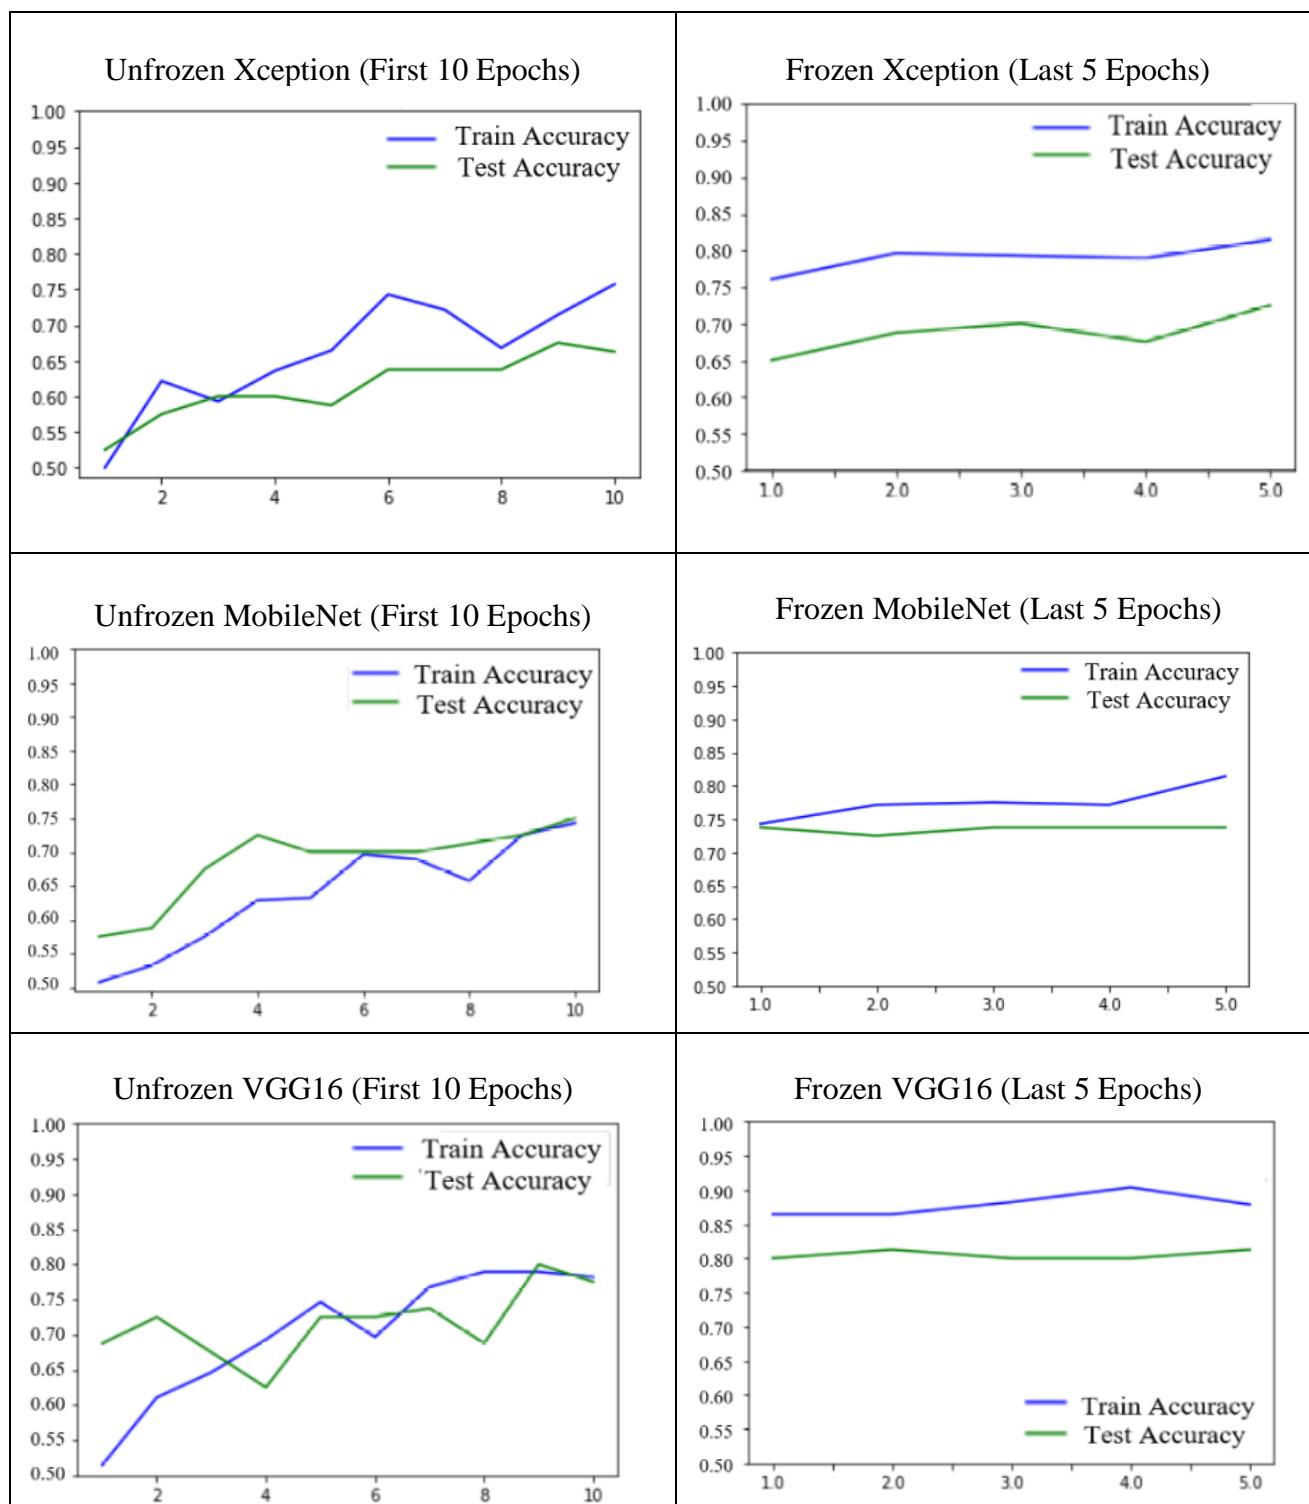 Unfrozen Xception (First 10 Epochs)
1.00
0.95
0.90
0.85
0.80
0.75
0.70
0.65
0.60
0.55
0.50
2 4 6 8 10
Train Accuracy
Test Accuracy
Frozen Xception (Last 5 Epochs)
1.00
0.95
0.90
0.85
0.80
0.75
0.70
0.65
0.60
0.55
0.50
1.0 2.0 3.0 4.0 5.0
Train Accuracy
Test Accuracy
Unfrozen MobileNet (First 10 Epochs)
1.00
0.95
0.90
0.85
0.80
0.75
0.70
0.65
0.60
0.55
0.50
2 4 6 8 10
Train Accuracy
Test Accuracy
Frozen MobileNet (Last 5 Epochs)
1.00
0.95
0.90
0.85
0.80
0.75
0.70
0.65
0.60
0.55
0.50
1.0 2.0 3.0 4.0 5.0
Train Accuracy
Test Accuracy
Unfrozen VGG16 (First 10 Epochs)
1.00
0.95
0.90
0.85
0.80
0.75
0.70
0.65
0.60
0.55
0.50
2 4 6 8 10
Train Accuracy
Test Accuracy
Frozen VGG16 (Last 5 Epochs)
1.00
0.95
0.90
0.85
0.80
0.75
0.70
0.65
0.60
0.55
0.50
1.0 2.0 3.0 4.0 5.0
Train Accuracy
Test Accuracy